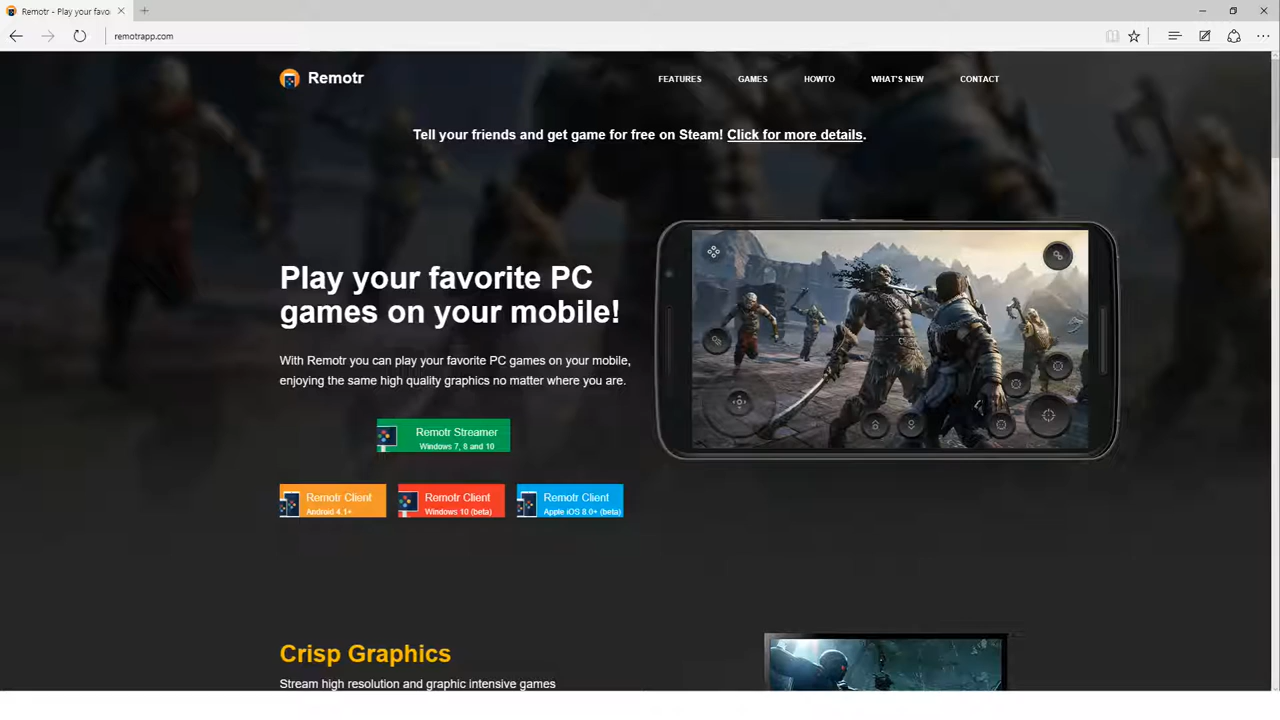 Remotr - Play your favo
remotrapp.com
Remotr
FEATURES
GAMES
HOWTO
WHAT'S NEW
CONTACT
Tell your friends and get game for free on Steam! Click for more details.
Play your favorite PC
games on your mobile!
With Remotr you can play your favorite PC games on your mobile,
enjoying the same high quality graphics no matter where you are.
Remotr Streamer
Windows 7, 8 and 10
Remotr Client
Android 4.1+
Remotr Client
Windows 10 (beta)
Remotr Client
Apple iOS 8.0+ (beta)
Crisp Graphics
Stream high resolution and graphic intensive games